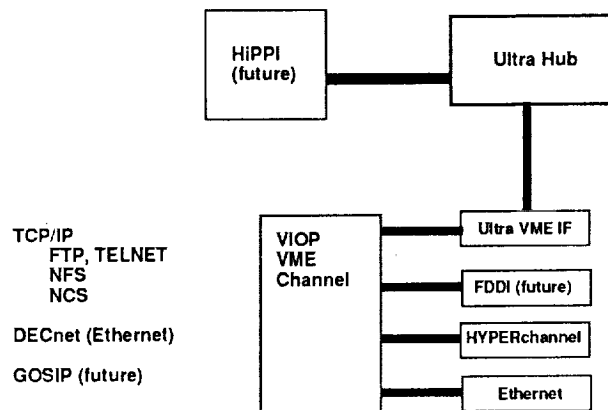 HiPPI
(future)
Ultra Hub
TCP/IP
FTP, TELNET
NFS
NCS
DECnet (Ethernet)
GOSIP (future)
VIOP
VME
Channel
Ultra VME IF
FDDI (future)
HYPERchannel
Ethernet